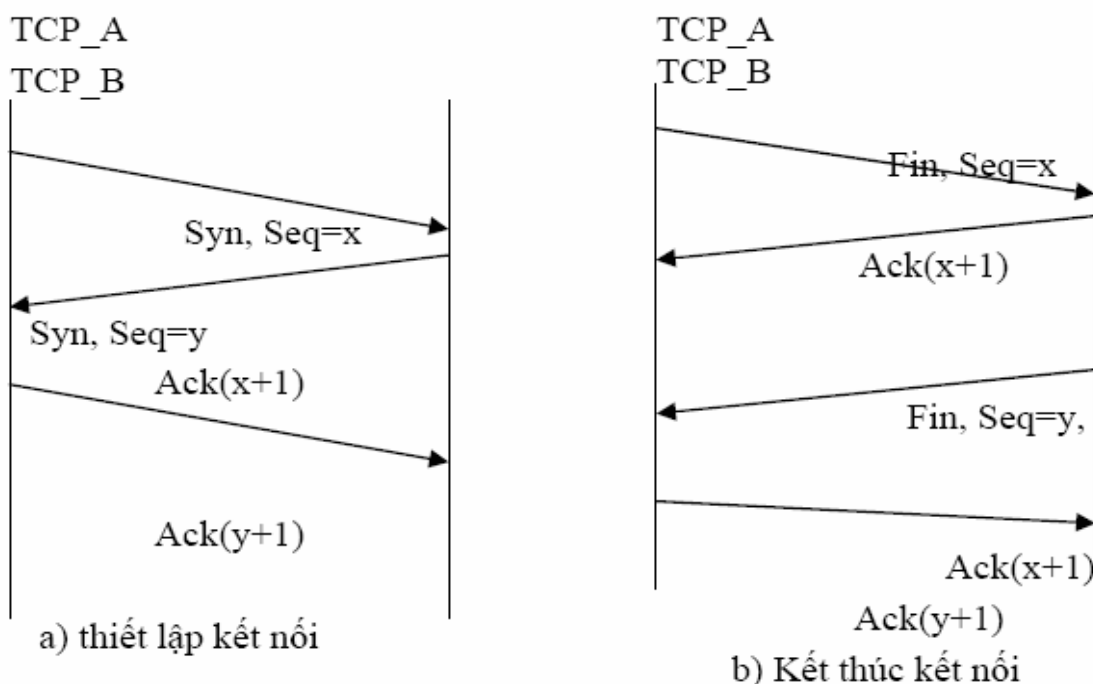 TCP_A
TCP_B
Syn, Seq=x
Syn, Seq=y
Ack(x+1)
Ack(y+1)
a) thiết lập kết nối
TCP_A
TCP_B
Fin, Seq=x
Ack(x+1)
Fin, Seq=y,
Ack(x+1)
Ack(y+1)
b) Kết thúc kết nối